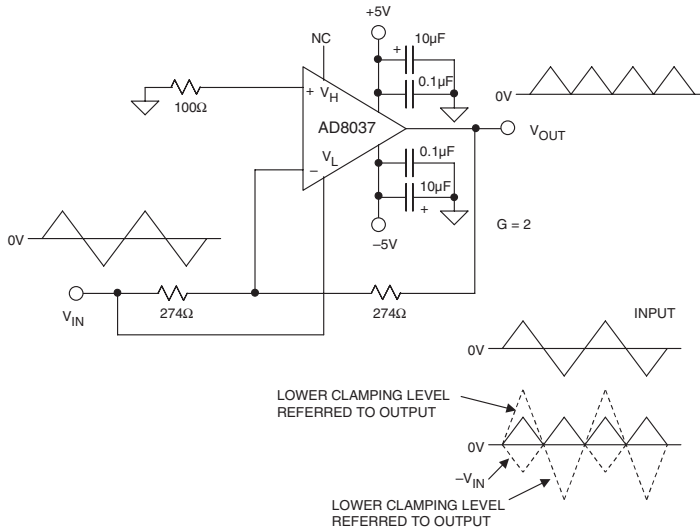 +5V
NC
10µF
+
0.1µF
+
V_H
100Ω
0V
AD8037
V_OUT
V_L
0.1µF
–
10µF
+
–5V
G = 2
0V
V_IN
274Ω
274Ω
INPUT
0V
LOWER CLAMPING LEVEL
REFERRED TO OUTPUT
0V
–V_IN
LOWER CLAMPING LEVEL
REFERRED TO OUTPUT